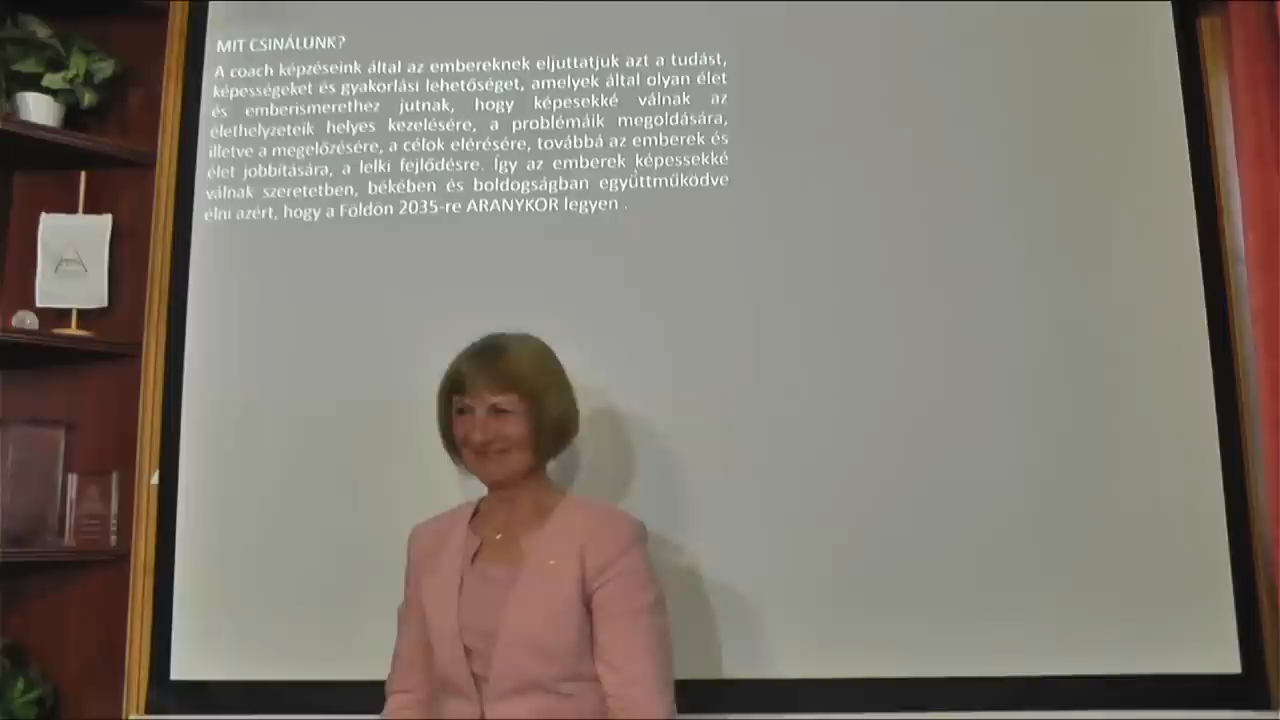 MIT CSINÁLUNK?
A coach képzéseink által az embereknek eljuttatjuk azt a tudást,
képességeket és gyakorlási lehetőséget, amelyek által olyan élet
és emberismerethez jutnak, hogy képesekké válnak az
élethelyzeteik helyes kezelésére, a problémáik megoldására,
illetve a megelőzésére, a célok elérésére, továbbá az emberek és
élet jobbítására, a lelki fejlődésre. Így az emberek képessekké
válnak szeretetben, békében és boldogságban együttműködve
élni azért, hogy a Földön 2035-re ARANYKOR legyen .